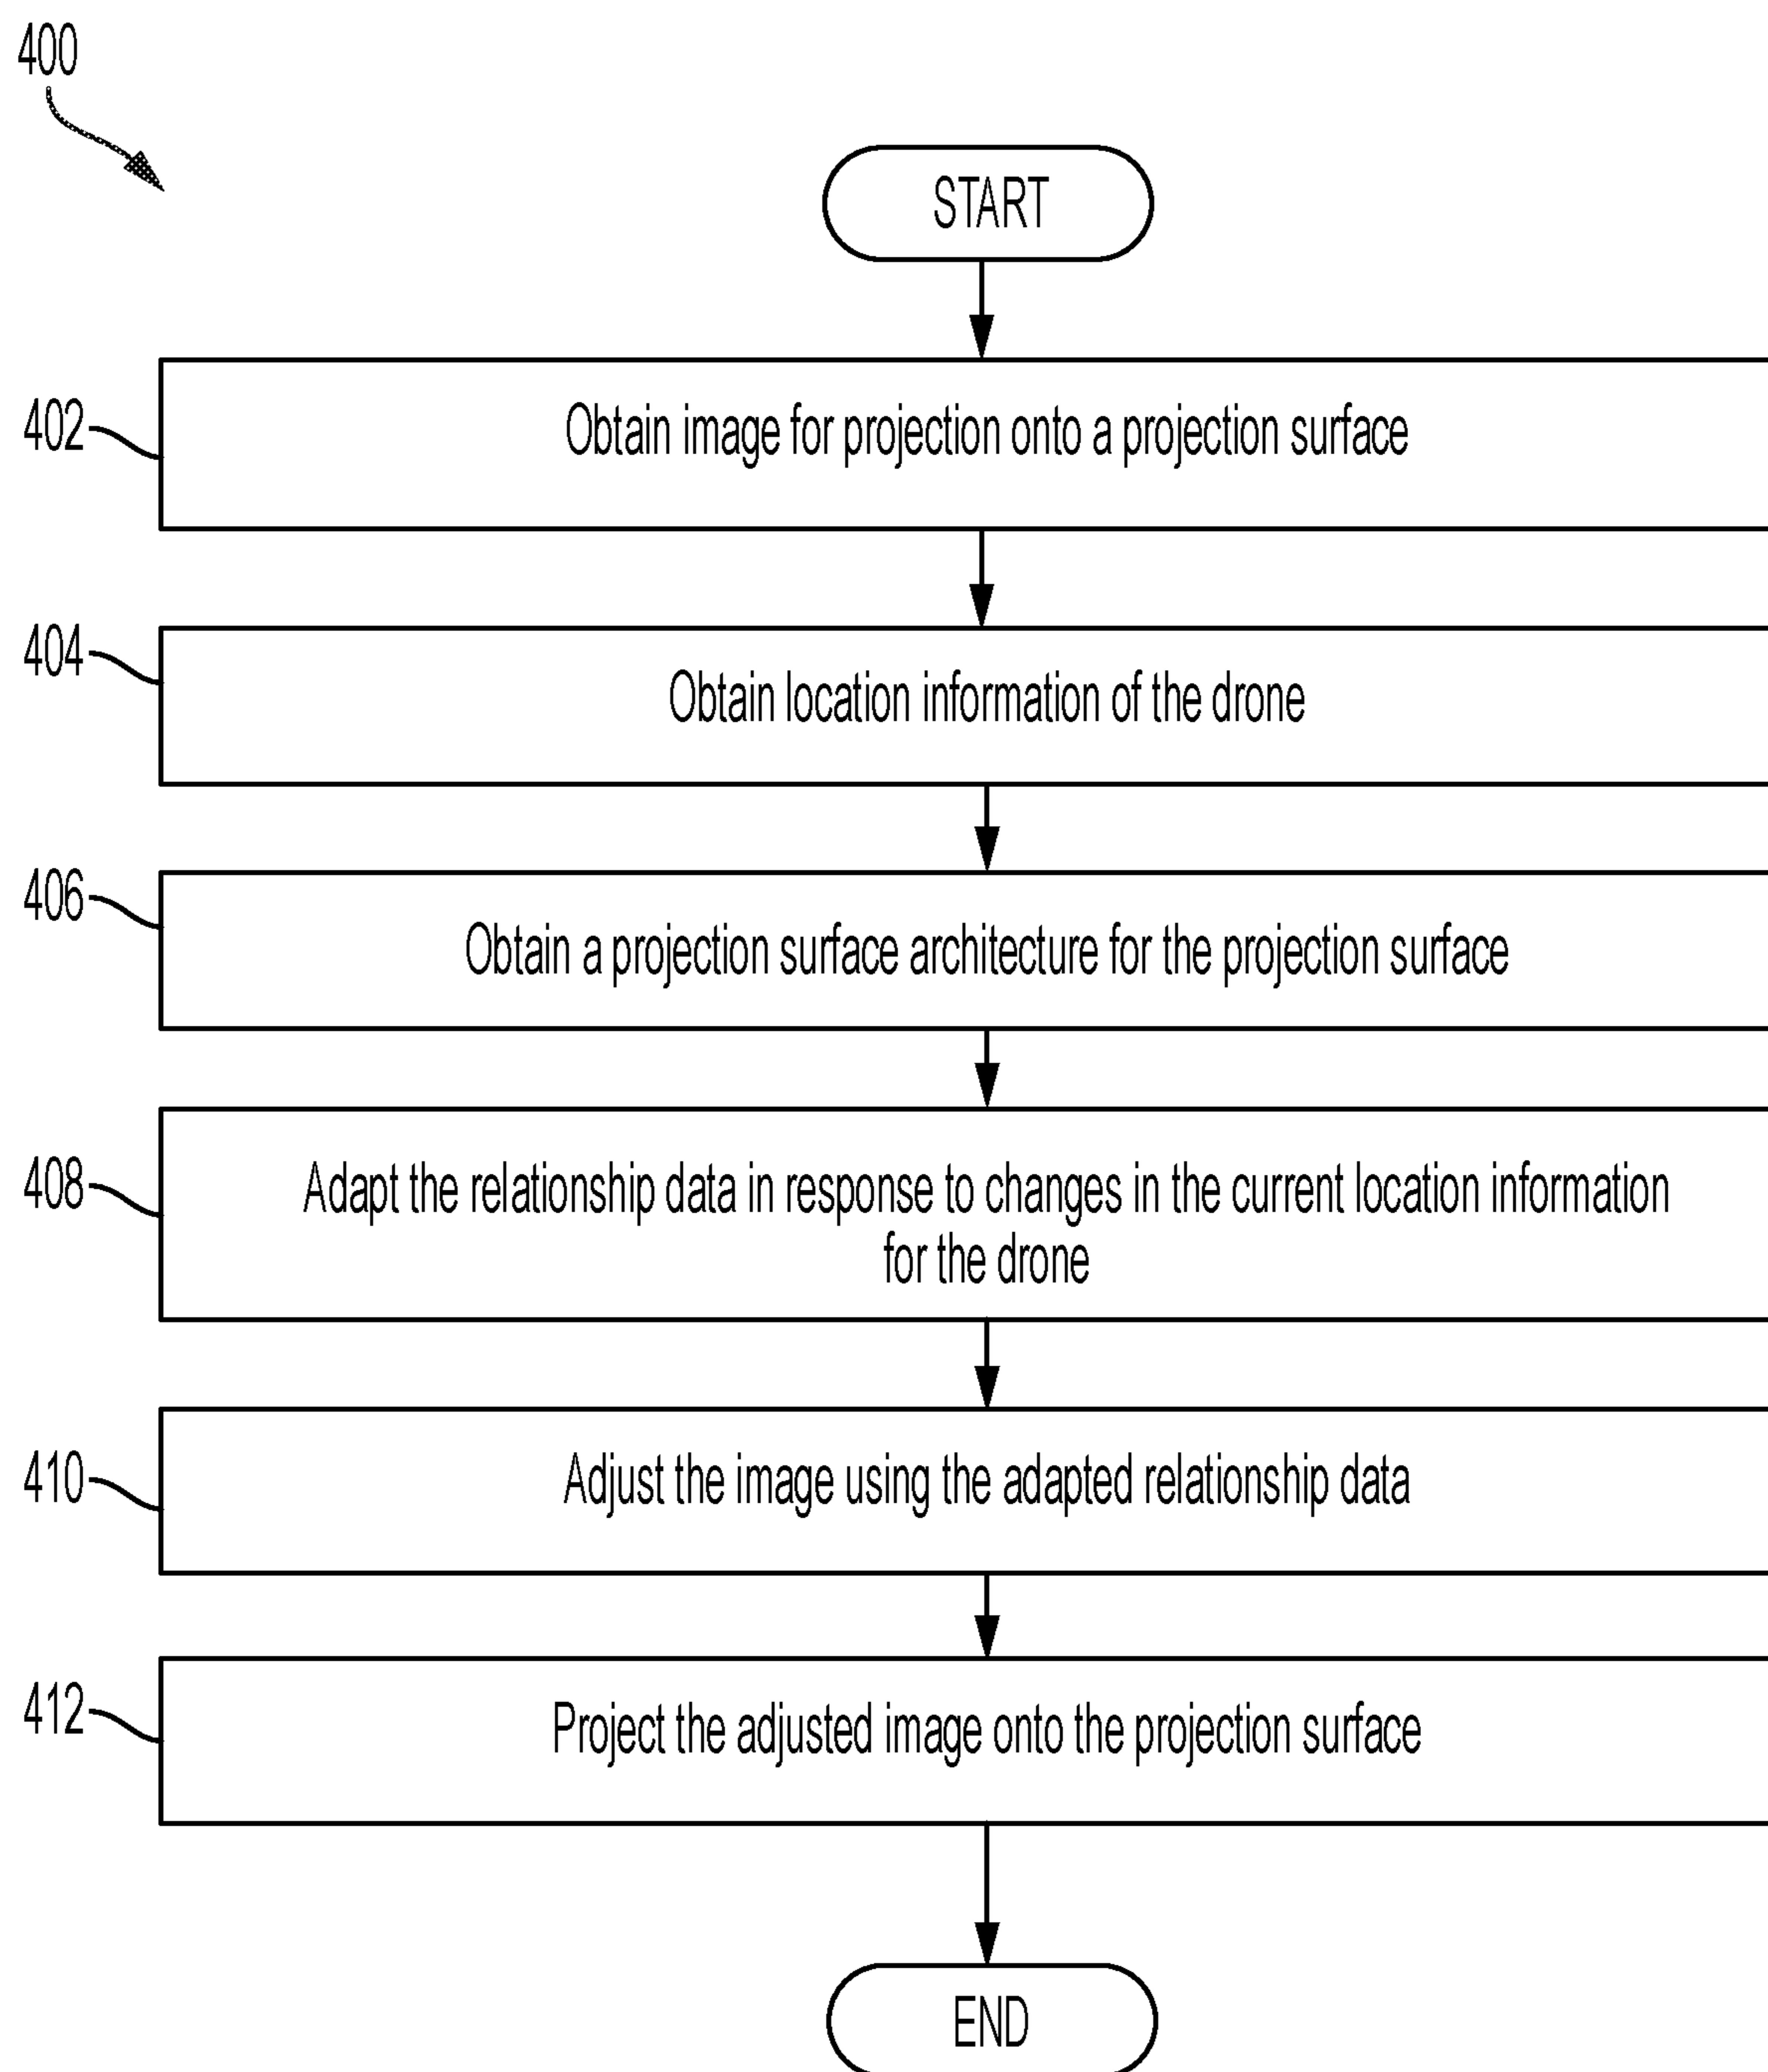 400
START
402
Obtain image for projection onto a projection surface
404
Obtain location information of the drone
406
Obtain a projection surface architecture for the projection surface
408
Adapt the relationship data in response to changes in the current location information
for the drone
410
Adjust the image using the adapted relationship data
412
Project the adjusted image onto the projection surface
END